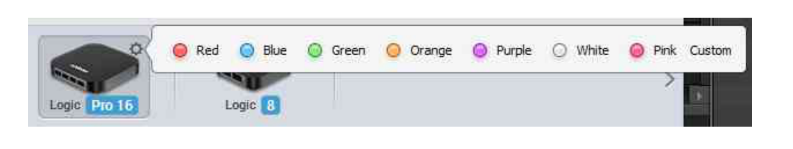 Red Blue Green Orange Purple White Pink Custom
Logic Pro 16 Logic 8